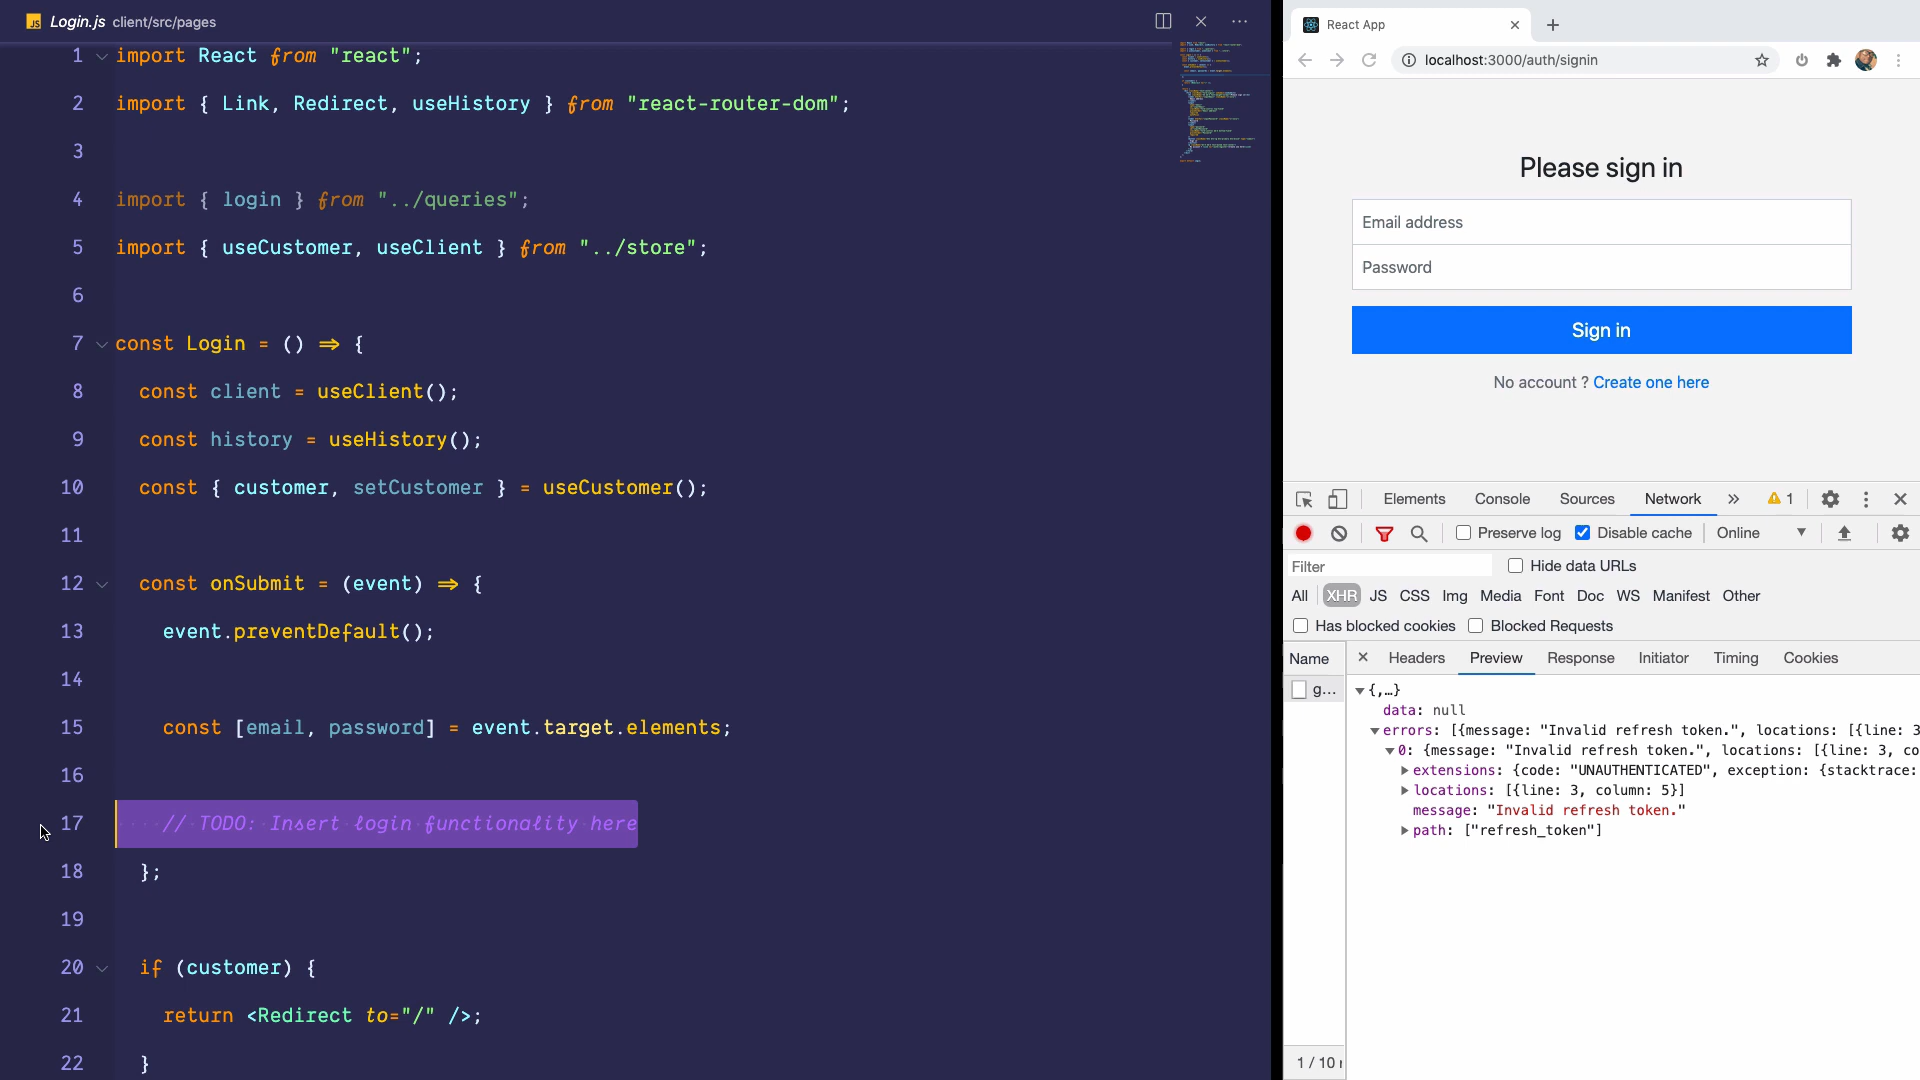 Login.js client/src/pages
1 import React from "react";
2 import { Link, Redirect, useHistory } from "react-router-dom";
3
4 import { login } from "../queries";
5 import { useCustomer, useClient } from "../store";
6
7 const Login = () => {
8 const client = useClient();
9 const history = useHistory();
10 const { customer, setCustomer } = useCustomer();
11
12 const onSubmit = (event) => {
13 event.preventDefault();
14
15 const [email, password] = event.target.elements;
16
17 // TODO: Insert login functionality here
18 };
19
20 if (customer) {
21 return <Redirect to="/" />;
22 }
React App
localhost:3000/auth/signin
Please sign in
Email address
Password
Sign in
No account ? Create one here
Elements Console Sources Network 1
Preserve log Disable cache Online
Filter Hide data URLs
All XHR JS CSS Img Media Font Doc WS Manifest Other
Has blocked cookies Blocked Requests
Name Headers Preview Response Initiator Timing Cookies
g... {,…}
data: null
errors: [{message: "Invalid refresh token.", locations: [{line: 3
0: {message: "Invalid refresh token.", locations: [{line: 3, co
extensions: {code: "UNAUTHENTICATED", exception: {stacktrace:
locations: [{line: 3, column: 5}]
message: "Invalid refresh token."
path: ["refresh_token"]
1 / 10